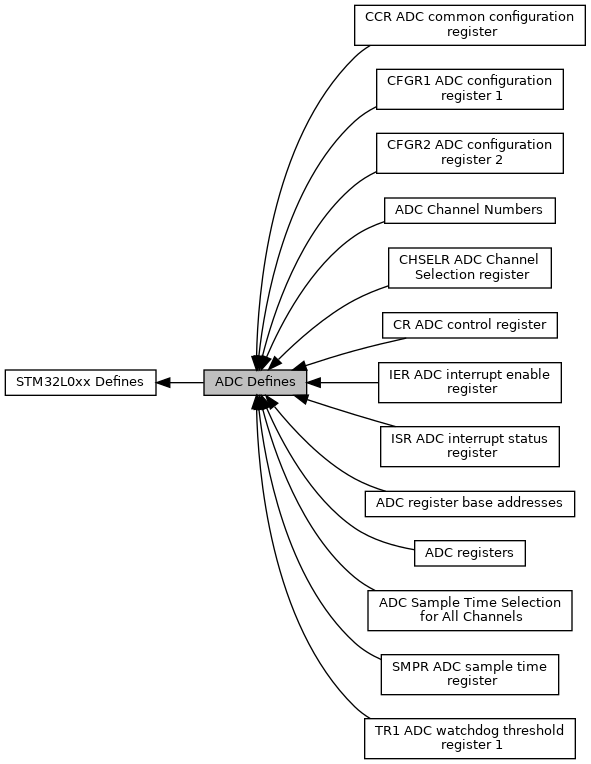 CCR ADC common configuration
register
CFGR1 ADC configuration
register 1
CFGR2 ADC configuration
register 2
ADC Channel Numbers
CHSELR ADC Channel
Selection register
CR ADC control register
STM32L0xx Defines
ADC Defines
IER ADC interrupt enable
register
ISR ADC interrupt status
register
ADC register base addresses
ADC registers
ADC Sample Time Selection
for All Channels
SMPR ADC sample time
register
TR1 ADC watchdog threshold
register 1